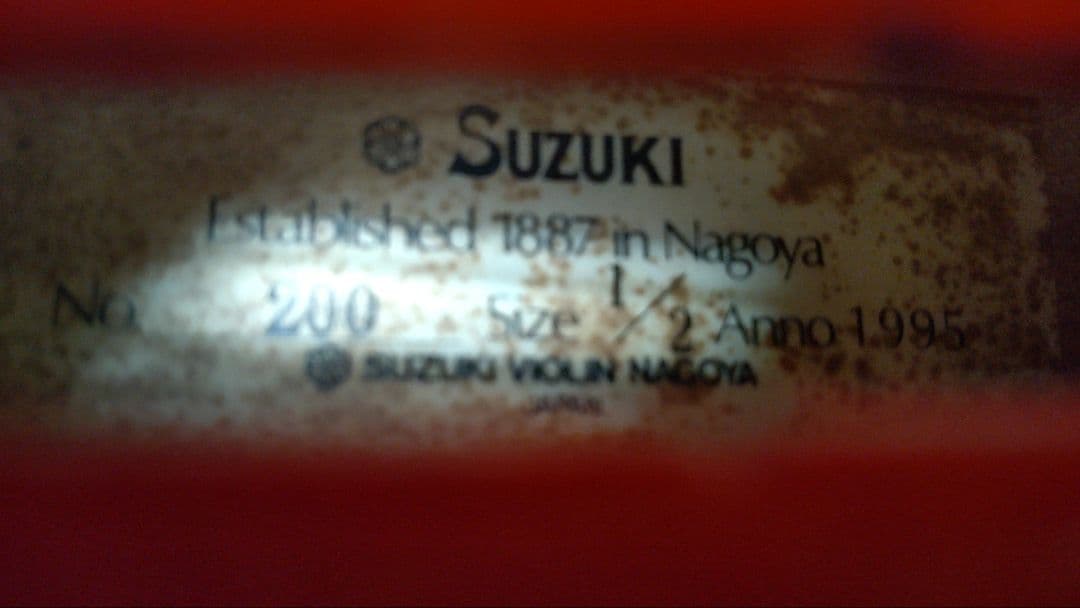 SUZUKI
Established 1887 in Nagoya
No. 200 Size 1/2 Anno 1995
SUZUKI VIOLIN NAGOYA
JAPAN